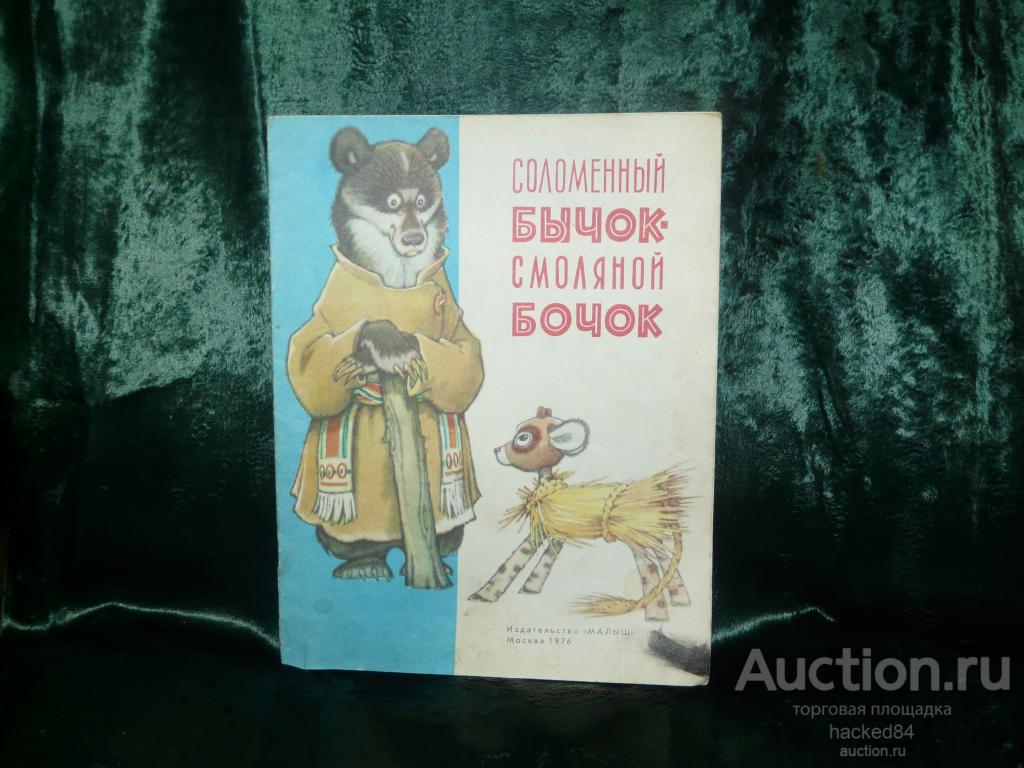 СОЛОМЕННЫЙ
БЫЧОК-
СМОЛЯНОЙ
БОЧОК
Издательство «МАЛЫШ»
Москва 1976
Auction.ru
торговая площадка
hacked84
auction.ru